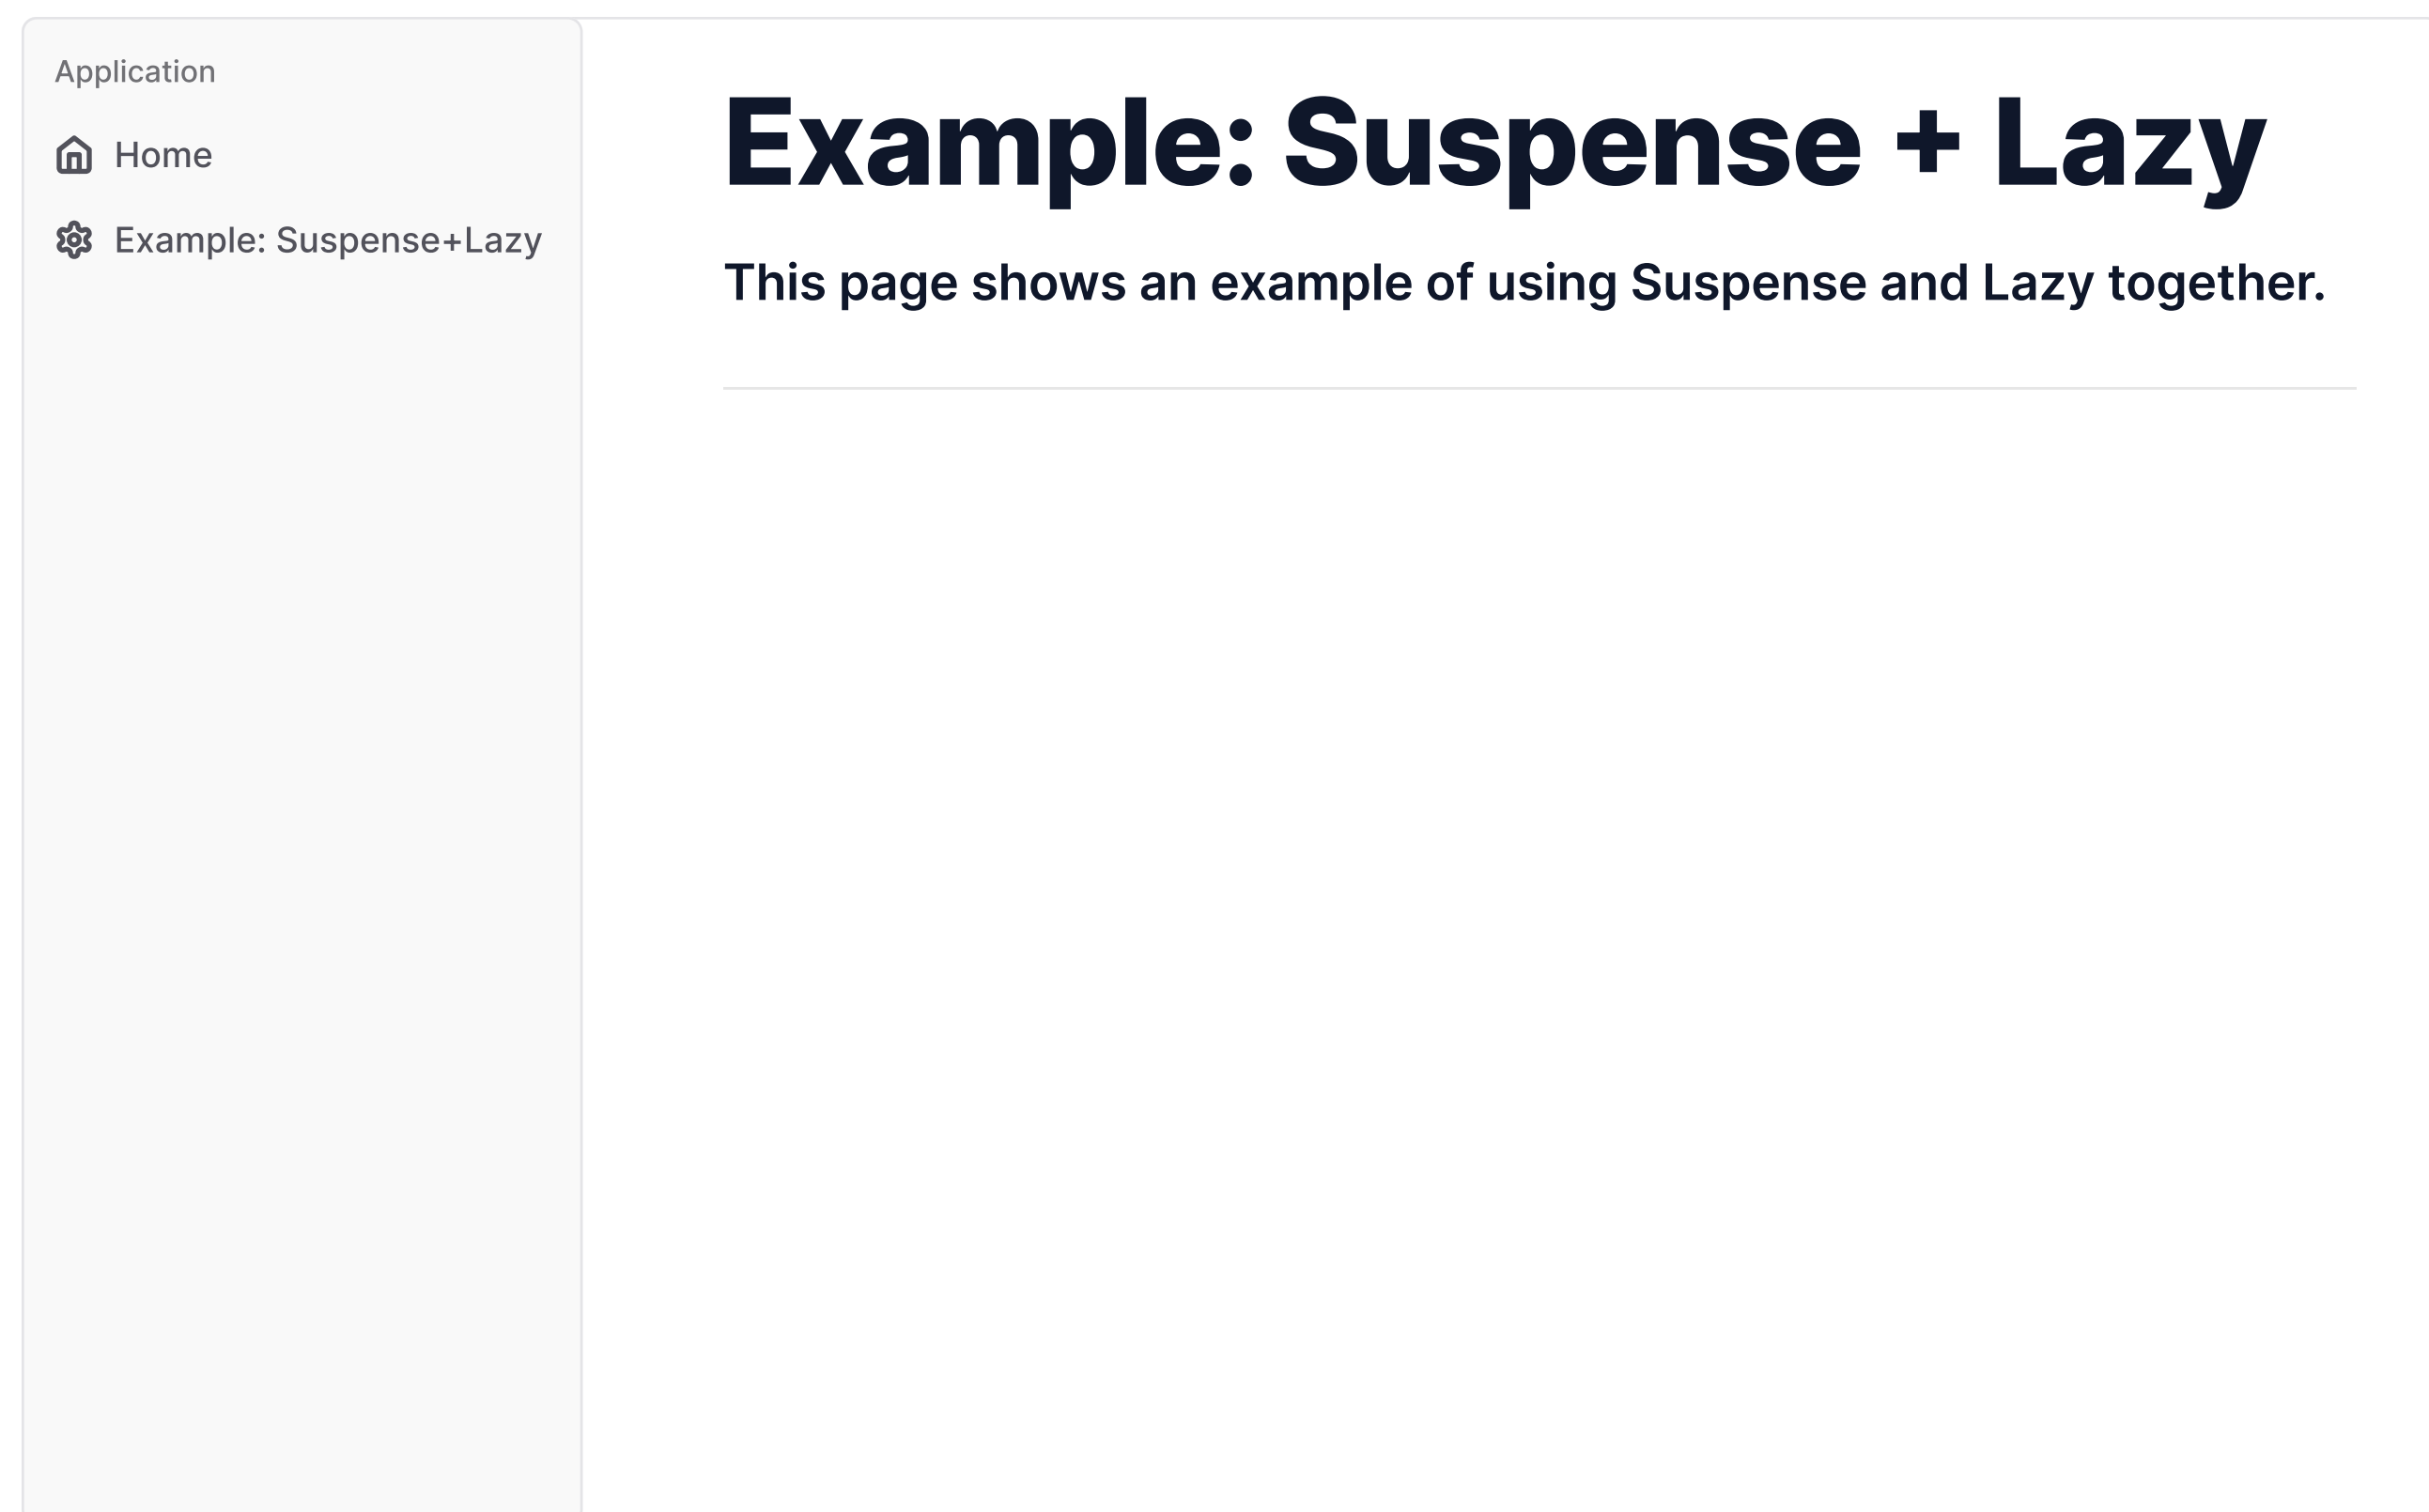 Application
Home
Example: Suspense+Lazy
Example: Suspense + Lazy
This page shows an example of using Suspense and Lazy together.